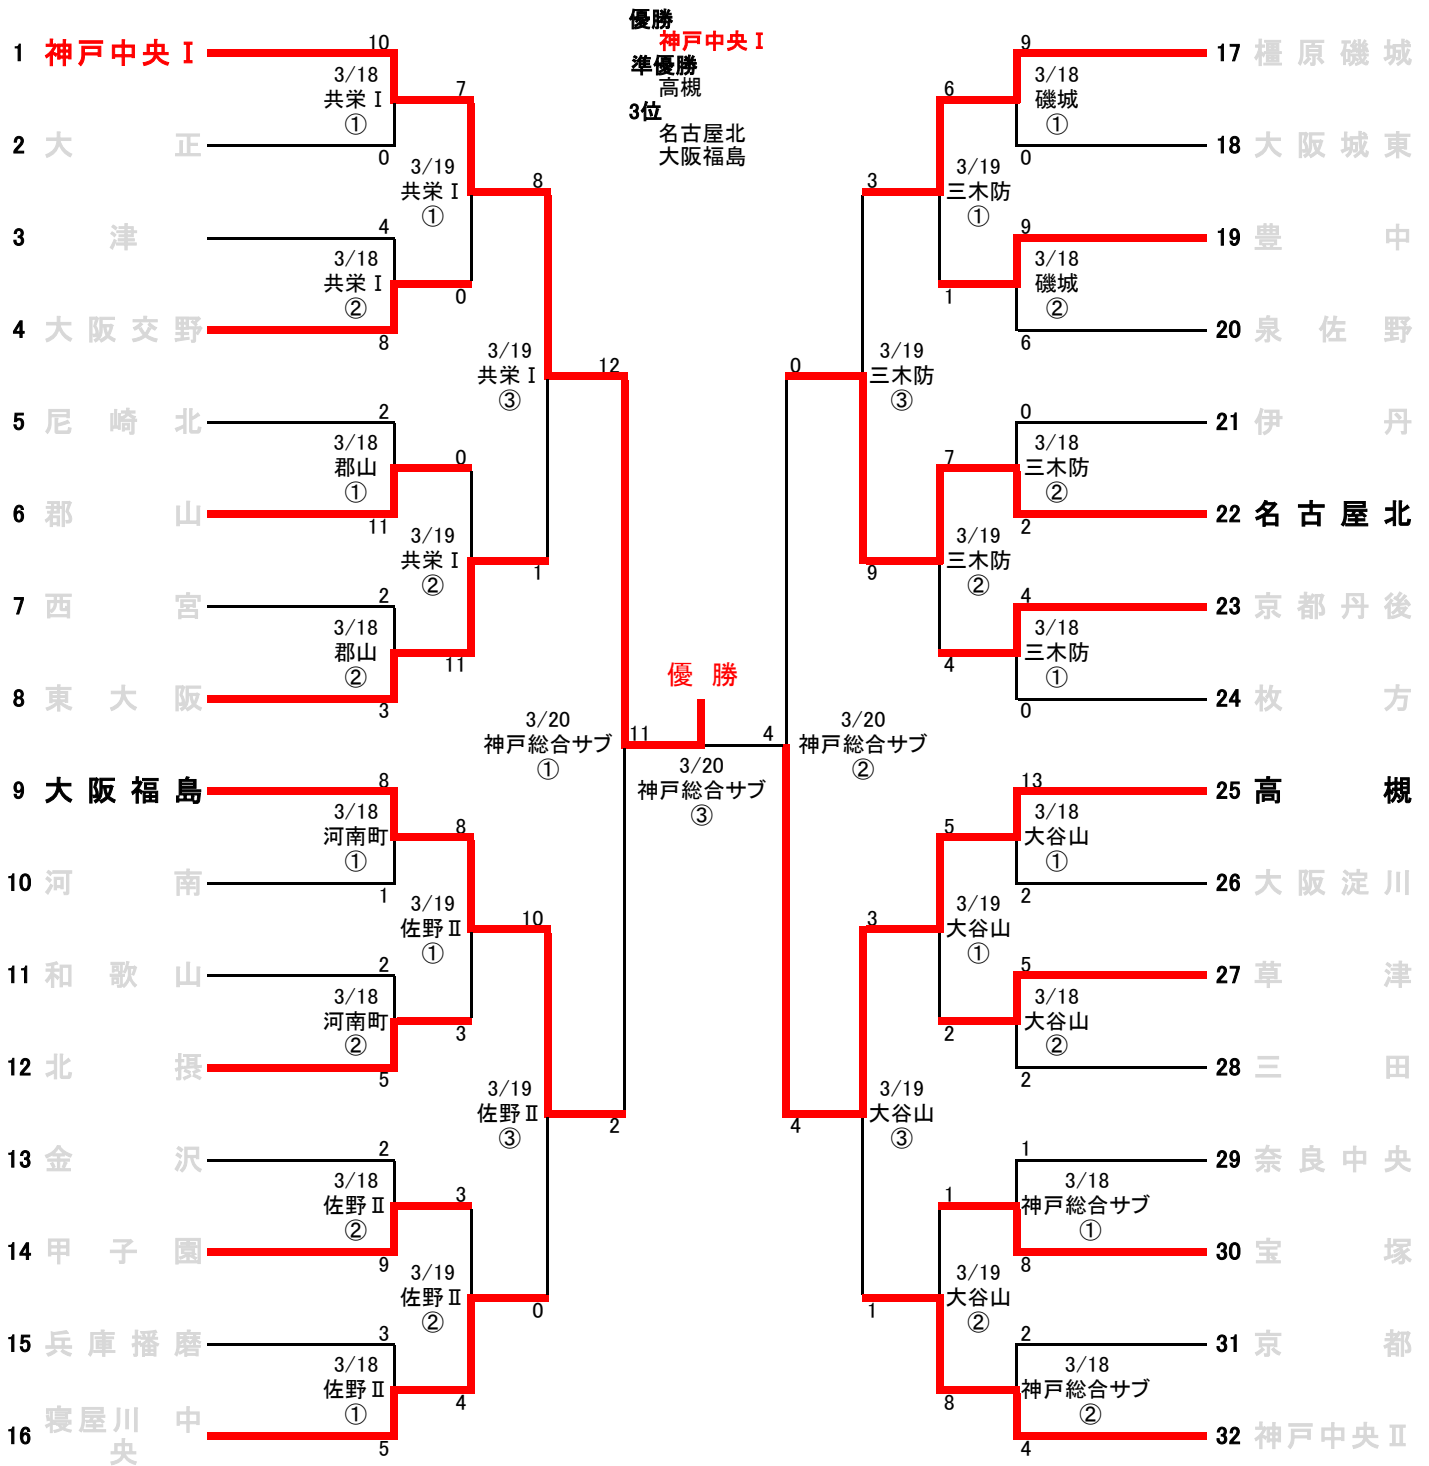 優勝
神戸中央Ⅰ
準優勝
高槻
3位
名古屋北
大阪福島
1 神戸中央Ⅰ
10
3/18
共栄Ⅰ
①
7
2 大正
0
3/19
共栄Ⅰ
①
8
3 津
4
3/18
共栄Ⅰ
②
0
4 大阪交野
8
3/19
共栄Ⅰ
③
12
5 尼崎北
2
3/18
郡山
①
0
6 郡山
11
3/19
共栄Ⅰ
②
1
7 西宮
2
3/18
郡山
②
11
8 東大阪
3
3/20
神戸総合サブ
①
11
9 大阪福島
8
3/18
河南町
①
8
10 河南
1
3/19
佐野Ⅱ
①
10
11 和歌山
2
3/18
河南町
②
3
12 北摂
5
3/19
佐野Ⅱ
③
2
13 金沢
2
3/18
佐野Ⅱ
②
3
14 甲子園
9
3/19
佐野Ⅱ
②
0
15 兵庫播磨
3
3/18
佐野Ⅱ
①
4
16 寝屋川中
央
5
優勝
3/20
神戸総合サブ
③
17 橿原磯城
9
3/18
磯城
①
6
18 大阪城東
0
3/19
三木防
①
3
19 豊中
9
3/18
磯城
②
1
20 泉佐野
6
3/19
三木防
③
0
21 伊丹
0
3/18
三木防
②
7
22 名古屋北
2
3/19
三木防
②
9
23 京都丹後
4
3/18
三木防
①
4
24 枚方
0
3/20
神戸総合サブ
②
4
25 高槻
13
3/18
大谷山
①
5
26 大阪淀川
2
3/19
大谷山
①
3
27 草津
5
3/18
大谷山
②
2
28 三田
2
3/19
大谷山
③
4
29 奈良中央
1
3/18
神戸総合サブ
①
1
30 宝塚
8
3/19
大谷山
②
1
31 京都
2
3/18
神戸総合サブ
②
8
32 神戸中央Ⅱ
4